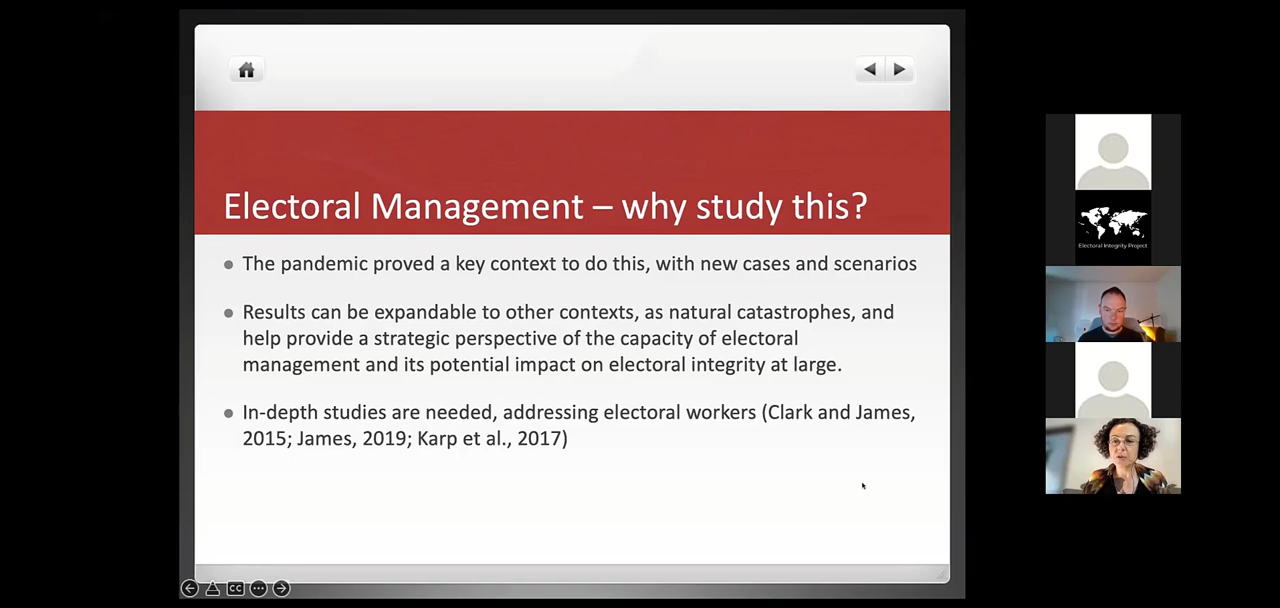 Electoral Management – why study this?
The pandemic proved a key context to do this, with new cases and scenarios
Results can be expandable to other contexts, as natural catastrophes, and
help provide a strategic perspective of the capacity of electoral
management and its potential impact on electoral integrity at large.
In-depth studies are needed, addressing electoral workers (Clark and James,
2015; James, 2019; Karp et al., 2017)
Electoral Integrity Project
CC